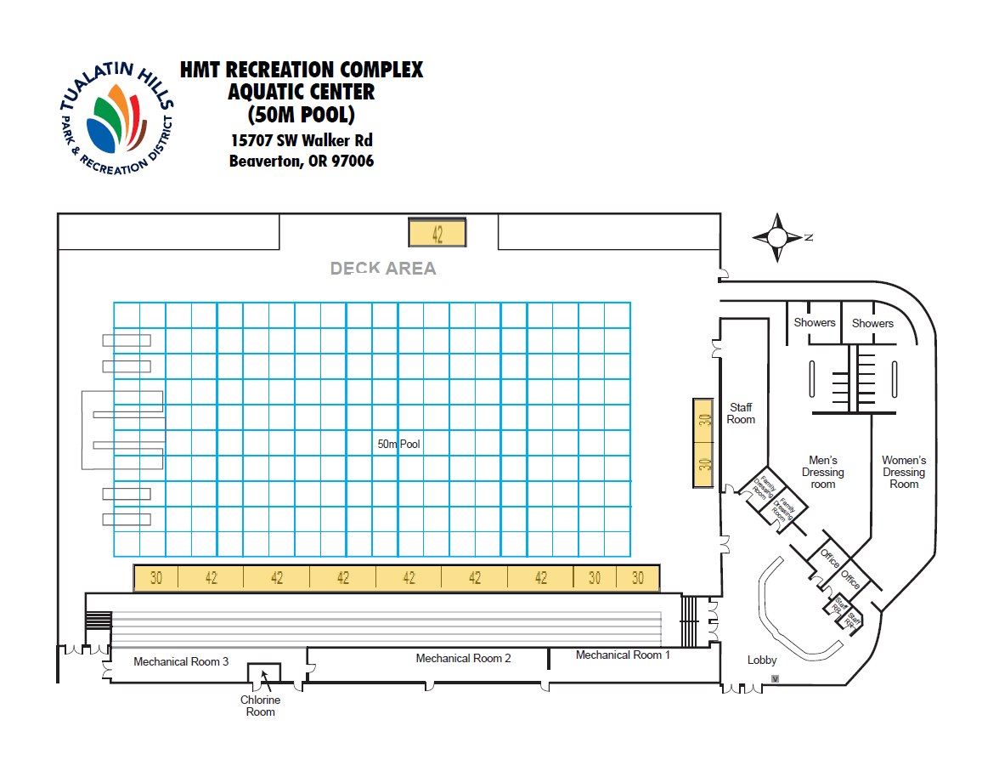 TUALATIN HILLS
PARK & RECREATION DISTRICT
HMT RECREATION COMPLEX
AQUATIC CENTER
(50M POOL)
15707 SW Walker Rd
Beaverton, OR 97006
42
N
DECK AREA
Showers
Showers
30
30
Staff
Room
50m Pool
Men's
Dressing
room
Women's
Dressing
Room
Family
Dressing
Room
Family
Dressing
Room
Office
Office
Staff
RR
Staff
RR
30 42 42 42 42 42 42 30 30
Mechanical Room 3
Mechanical Room 2
Mechanical Room 1
Lobby
V
Chlorine
Room